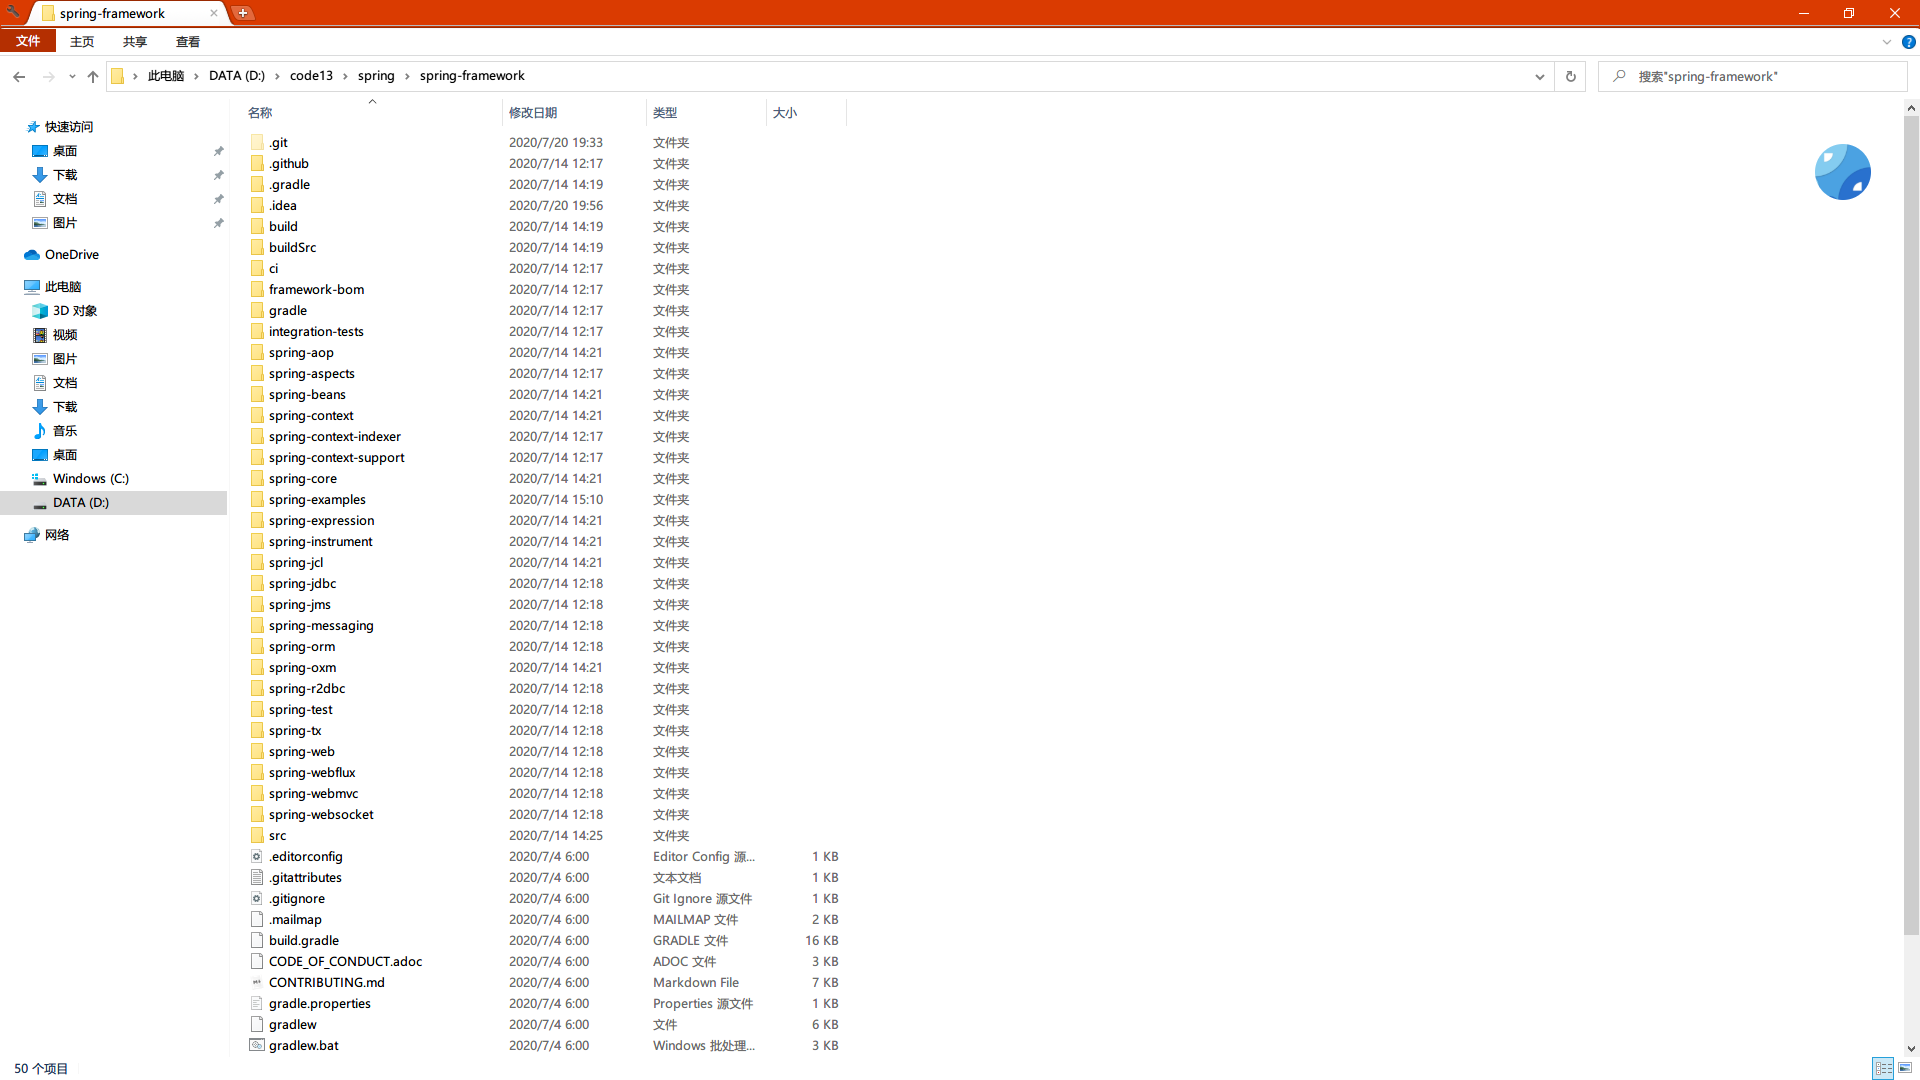 spring-framework
文件 主页 共享 查看
此电脑 DATA (D:) code13 spring spring-framework
搜索"spring-framework"
快速访问
桌面
下载
文档
图片
OneDrive
此电脑
3D 对象
视频
图片
文档
下载
音乐
桌面
Windows (C:)
DATA (D:)
网络
名称 修改日期 类型 大小
.git 2020/7/20 19:33 文件夹
.github 2020/7/14 12:17 文件夹
.gradle 2020/7/14 14:19 文件夹
.idea 2020/7/20 19:56 文件夹
build 2020/7/14 14:19 文件夹
buildSrc 2020/7/14 14:19 文件夹
ci 2020/7/14 12:17 文件夹
framework-bom 2020/7/14 12:17 文件夹
gradle 2020/7/14 12:17 文件夹
integration-tests 2020/7/14 12:17 文件夹
spring-aop 2020/7/14 14:21 文件夹
spring-aspects 2020/7/14 12:17 文件夹
spring-beans 2020/7/14 14:21 文件夹
spring-context 2020/7/14 14:21 文件夹
spring-context-indexer 2020/7/14 12:17 文件夹
spring-context-support 2020/7/14 12:17 文件夹
spring-core 2020/7/14 14:21 文件夹
spring-examples 2020/7/14 15:10 文件夹
spring-expression 2020/7/14 14:21 文件夹
spring-instrument 2020/7/14 14:21 文件夹
spring-jcl 2020/7/14 14:21 文件夹
spring-jdbc 2020/7/14 12:18 文件夹
spring-jms 2020/7/14 12:18 文件夹
spring-messaging 2020/7/14 12:18 文件夹
spring-orm 2020/7/14 12:18 文件夹
spring-oxm 2020/7/14 14:21 文件夹
spring-r2dbc 2020/7/14 12:18 文件夹
spring-test 2020/7/14 12:18 文件夹
spring-tx 2020/7/14 12:18 文件夹
spring-web 2020/7/14 12:18 文件夹
spring-webflux 2020/7/14 12:18 文件夹
spring-webmvc 2020/7/14 12:18 文件夹
spring-websocket 2020/7/14 12:18 文件夹
src 2020/7/14 14:25 文件夹
.editorconfig 2020/7/4 6:00 Editor Config 源... 1 KB
.gitattributes 2020/7/4 6:00 文本文档 1 KB
.gitignore 2020/7/4 6:00 Git Ignore 源文件 1 KB
.mailmap 2020/7/4 6:00 MAILMAP 文件 2 KB
build.gradle 2020/7/4 6:00 GRADLE 文件 16 KB
CODE_OF_CONDUCT.adoc 2020/7/4 6:00 ADOC 文件 3 KB
CONTRIBUTING.md 2020/7/4 6:00 Markdown File 7 KB
gradle.properties 2020/7/4 6:00 Properties 源文件 1 KB
gradlew 2020/7/4 6:00 文件 6 KB
gradlew.bat 2020/7/4 6:00 Windows 批处理... 3 KB
50 个项目